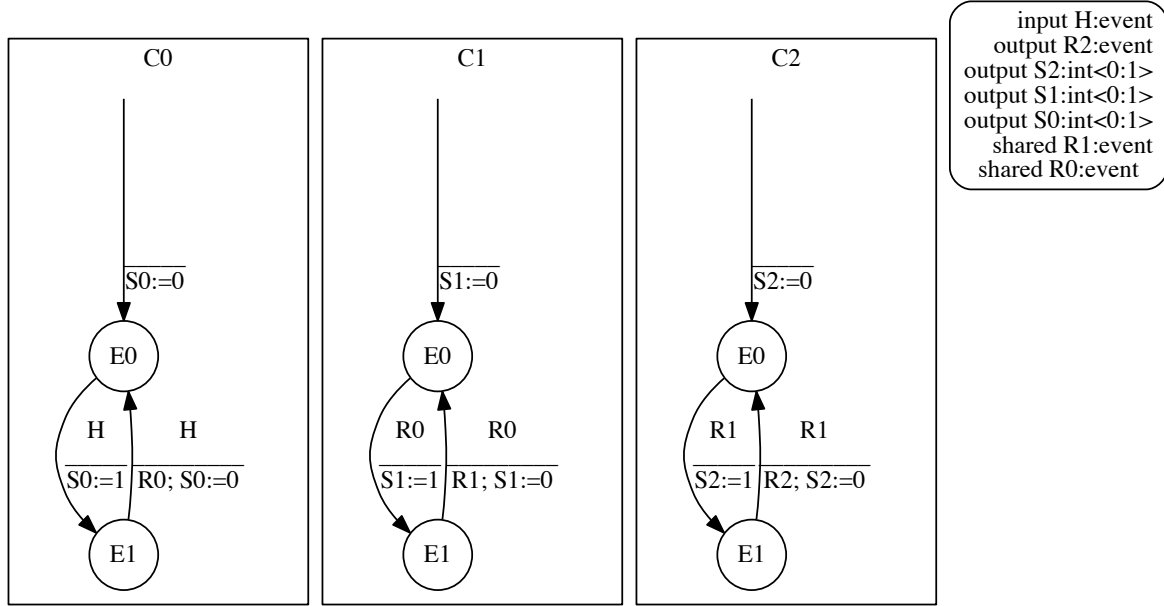 C0
S0:=0
E0
H
S0:=1
H
R0; S0:=0
E1
C1
S1:=0
E0
R0
S1:=1
R0
R1; S1:=0
E1
C2
S2:=0
E0
R1
S2:=1
R1
R2; S2:=0
E1
input H:event
output R2:event
output S2:int<0:1>
output S1:int<0:1>
output S0:int<0:1>
shared R1:event
shared R0:event